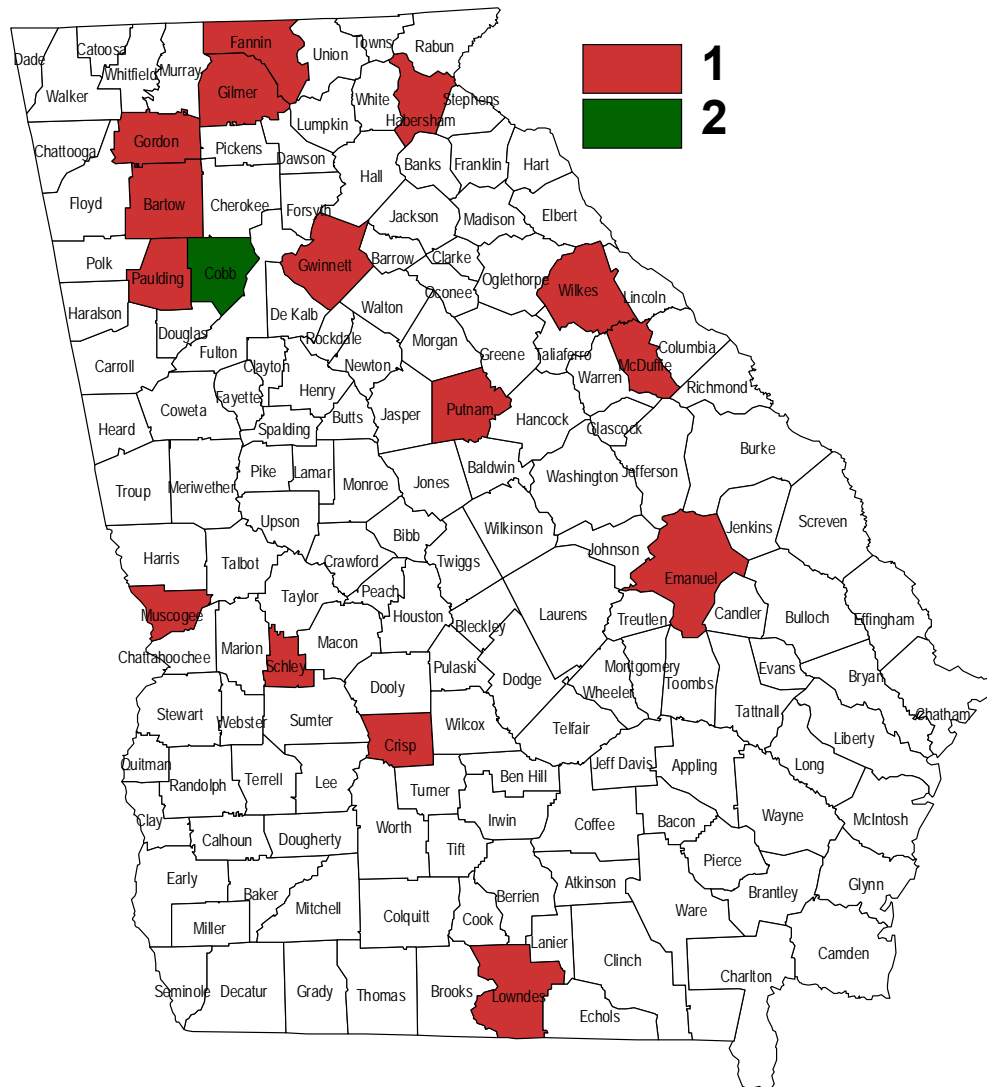 Fannin
Union
Towns
Rabun
1
Dade
Catoosa
Whitfield
Murray
Walker
Gilmer
White
Stephens
Habersham
2
Lumpkin
Chattooga
Gordon
Pickens
Dawson
Hall
Banks
Franklin
Hart
Floyd
Bartow
Cherokee
Forsyth
Jackson
Madison
Elbert
Polk
Paulding
Cobb
Gwinnett
Barrow
Clarke
Oconee
Oglethorpe
Wilkes
Lincoln
Haralson
Douglas
De Kalb
Walton
Rockdale
Morgan
Greene
Taliaferro
McDuffie
Columbia
Carroll
Fulton
Clayton
Newton
Warren
Richmond
Coweta
Fayette
Henry
Butts
Jasper
Putnam
Hancock
Glascock
Heard
Spalding
Burke
Troup
Meriwether
Pike
Lamar
Monroe
Jones
Baldwin
Washington
Jefferson
Upson
Bibb
Wilkinson
Jenkins
Screven
Harris
Talbot
Crawford
Twiggs
Johnson
Emanuel
Muscogee
Taylor
Peach
Houston
Laurens
Treutlen
Candler
Bulloch
Effingham
Chattahoochee
Marion
Schley
Macon
Bleckley
Pulaski
Dodge
Montgomery
Wheeler
Toombs
Evans
Bryan
Dooly
Stewart
Webster
Sumter
Crisp
Wilcox
Telfair
Tattnall
Chatham
Liberty
Quitman
Randolph
Terrell
Lee
Turner
Ben Hill
Jeff Davis
Appling
Long
Clay
Calhoun
Dougherty
Worth
Irwin
Coffee
Bacon
Wayne
McIntosh
Tift
Pierce
Early
Baker
Mitchell
Colquitt
Cook
Berrien
Atkinson
Ware
Brantley
Glynn
Miller
Lanier
Clinch
Charlton
Camden
Seminole
Decatur
Grady
Thomas
Brooks
Lowndes
Echols